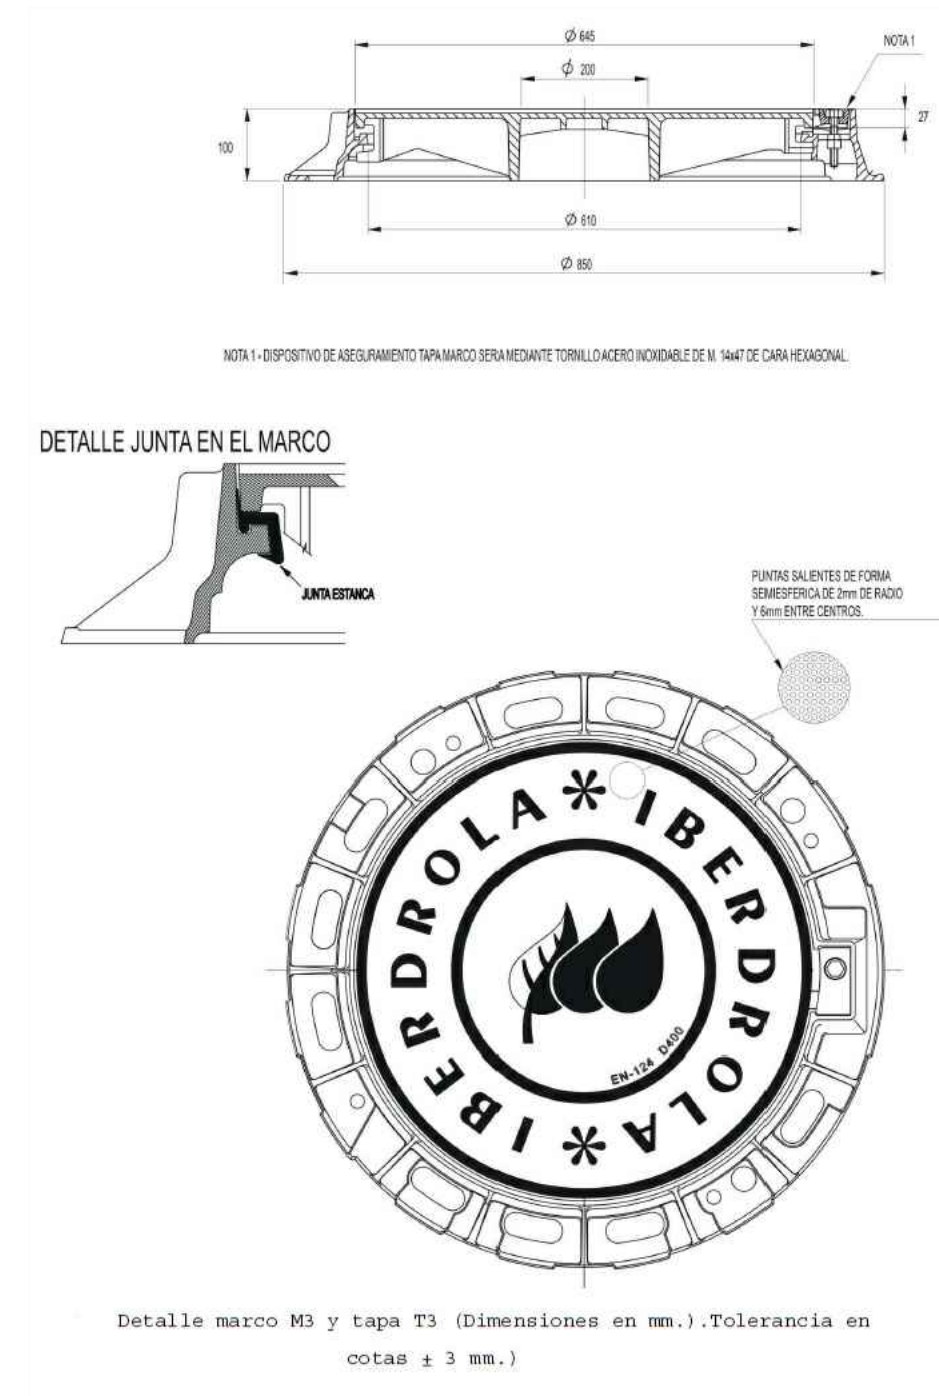 Ø 645
NOTA 1
Ø 200
27
100
Ø 610
Ø 850
NOTA 1 - DISPOSITIVO DE ASEGURAMIENTO TAPA MARCO SERA MEDIANTE TORNILLO ACERO INOXIDABLE DE M. 14x47 DE CARA HEXAGONAL.
DETALLE JUNTA EN EL MARCO
JUNTA ESTANCA
PUNTAS SALIENTES DE FORMA
SEMIESFERICA DE 2mm DE RADIO
Y 6mm ENTRE CENTROS.
* IBERDROLA * IBERDROLA
EN-124 D400
Detalle marco M3 y tapa T3 (Dimensiones en mm.).Tolerancia en
cotas ± 3 mm.)